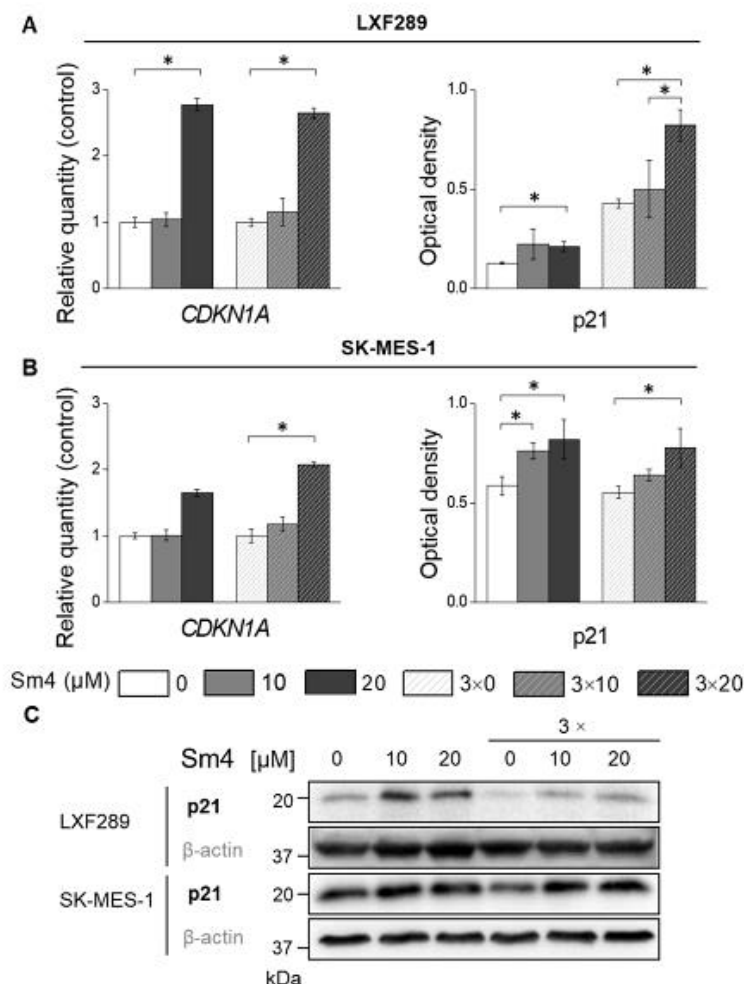 A
LXF289
Relative quantity (control)
3
2
1
0
*
*
CDKN1A
Optical density
1.0
0.5
0.0
*
*
*
p21
B
SK-MES-1
Relative quantity (control)
3
2
1
0
*
CDKN1A
Optical density
1.0
0.5
0.0
*
*
*
p21
Sm4 (µM) 0 10 20 3×0 3×10 3×20
C
3 ×
Sm4 [µM] 0 10 20 0 10 20
LXF289
p21 20
β-actin 37
SK-MES-1
p21 20
β-actin 37
kDa